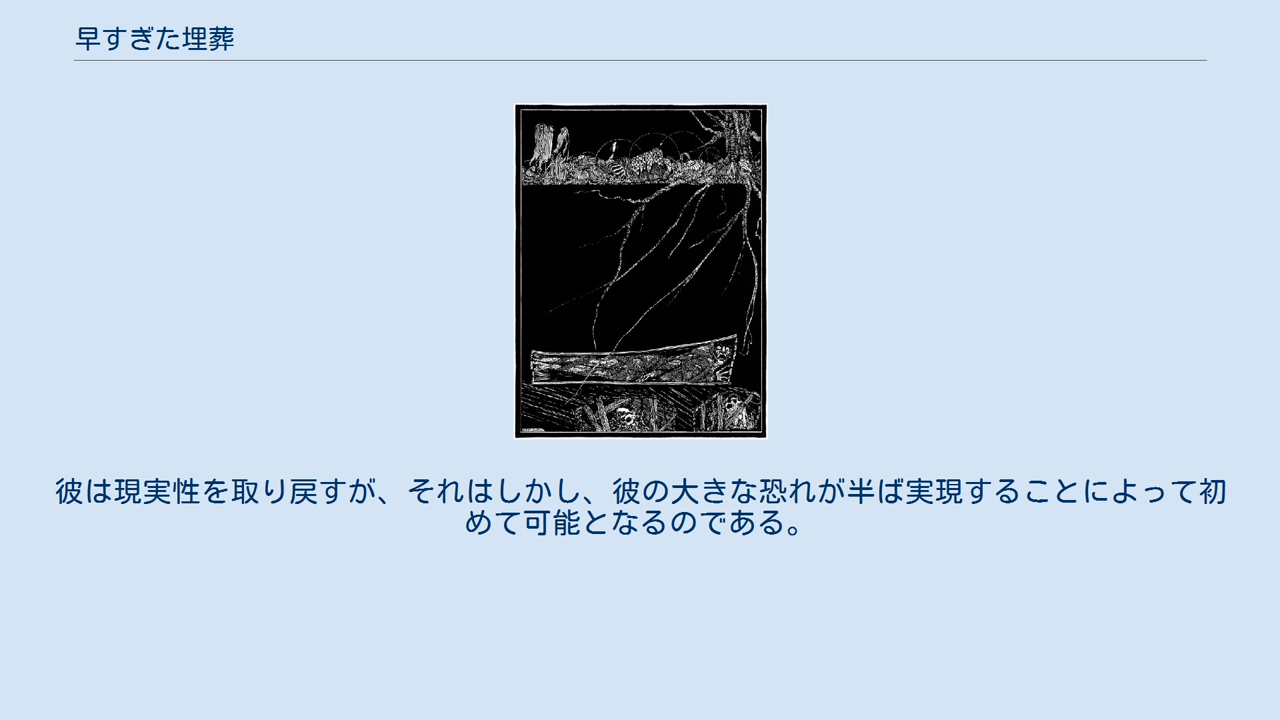 早すぎた埋葬
彼は現実性を取り戻すが、それはしかし、彼の大きな恐れが半ば実現することによって初
めて可能となるのである。